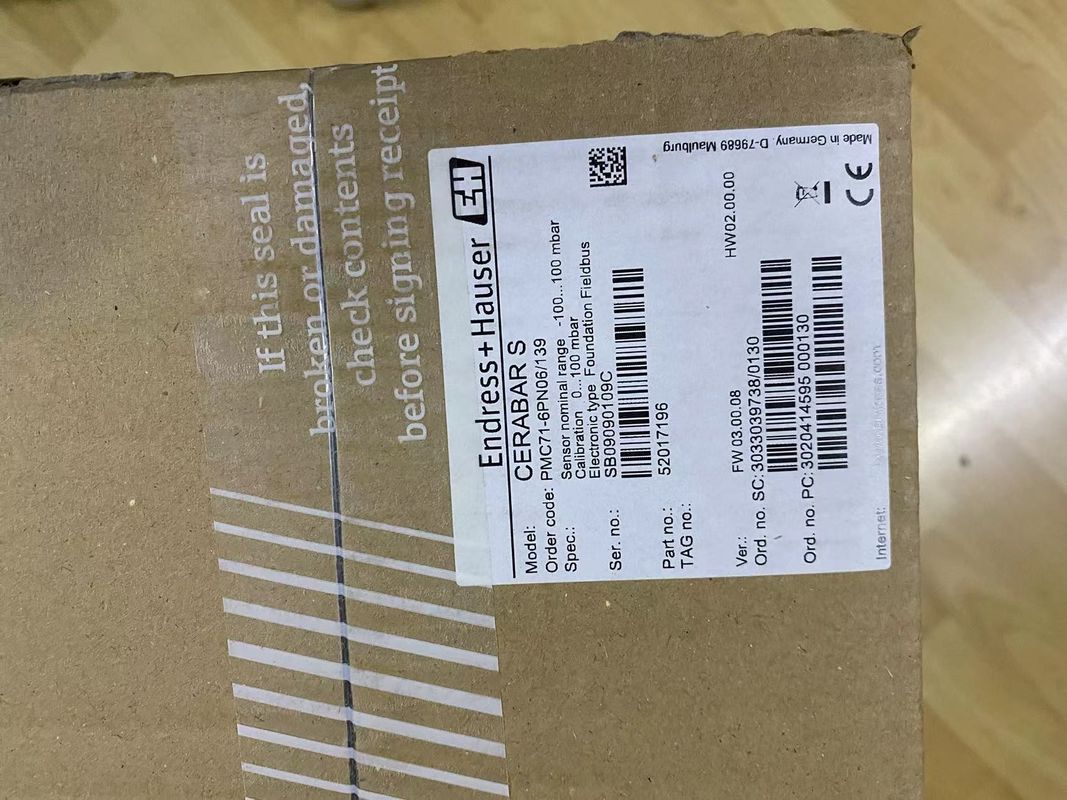 If this seal is
broken or damaged,
check contents
before signing receipt
Endress+Hauser EH
Model: CERABAR S
Order code: PMC71-6PN06/139
Spec.: Sensor nominal range -100...100 mbar
Calibration 0...100 mbar
Electronic type Foundation Fieldbus
Ser. no.: SB09090109C
Part no.: 52017196
TAG no.:
Ver.: FW 03.00.08 HW02.00.00
Ord. no. SC: 3033039738/0130
Ord. no. PC: 3020414595 000130
Internet:
Made in Germany, D-79689 Maulburg
CE